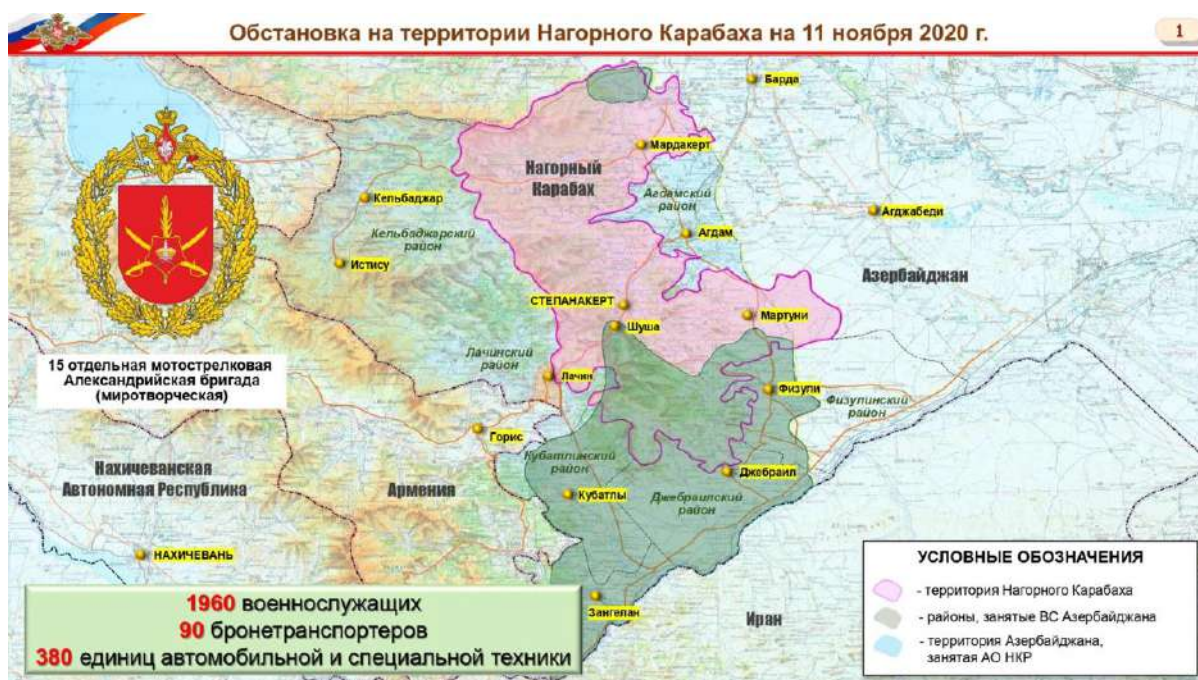 Обстановка на территории Нагорного Карабаха на 11 ноября 2020 г.
1
Барда
Мардакерт
Нагорный
Карабах
Агдамский
район
Кельбаджар
Агджабеди
Кельбаджарский
район
Агдам
Истису
Азербайджан
СТЕПАНАКЕРТ
Мартуни
Шуша
15 отдельная мотострелковая
Александрийская бригада
(миротворческая)
Лачинский
район
Лачин
Физули
Физулинский
район
Горис
Кубатлинский
район
Джебраил
Нахичеванская
Автономная Республика
Армения
Кубатлы
Джебраилский
район
НАХИЧЕВАНЬ
Зангелан
Иран
1960 военнослужащих
90 бронетранспортеров
380 единиц автомобильной и специальной техники
УСЛОВНЫЕ ОБОЗНАЧЕНИЯ
- территория Нагорного Карабаха
- районы, занятые ВС Азербайджана
- территория Азербайджана,
занятая АО НКР